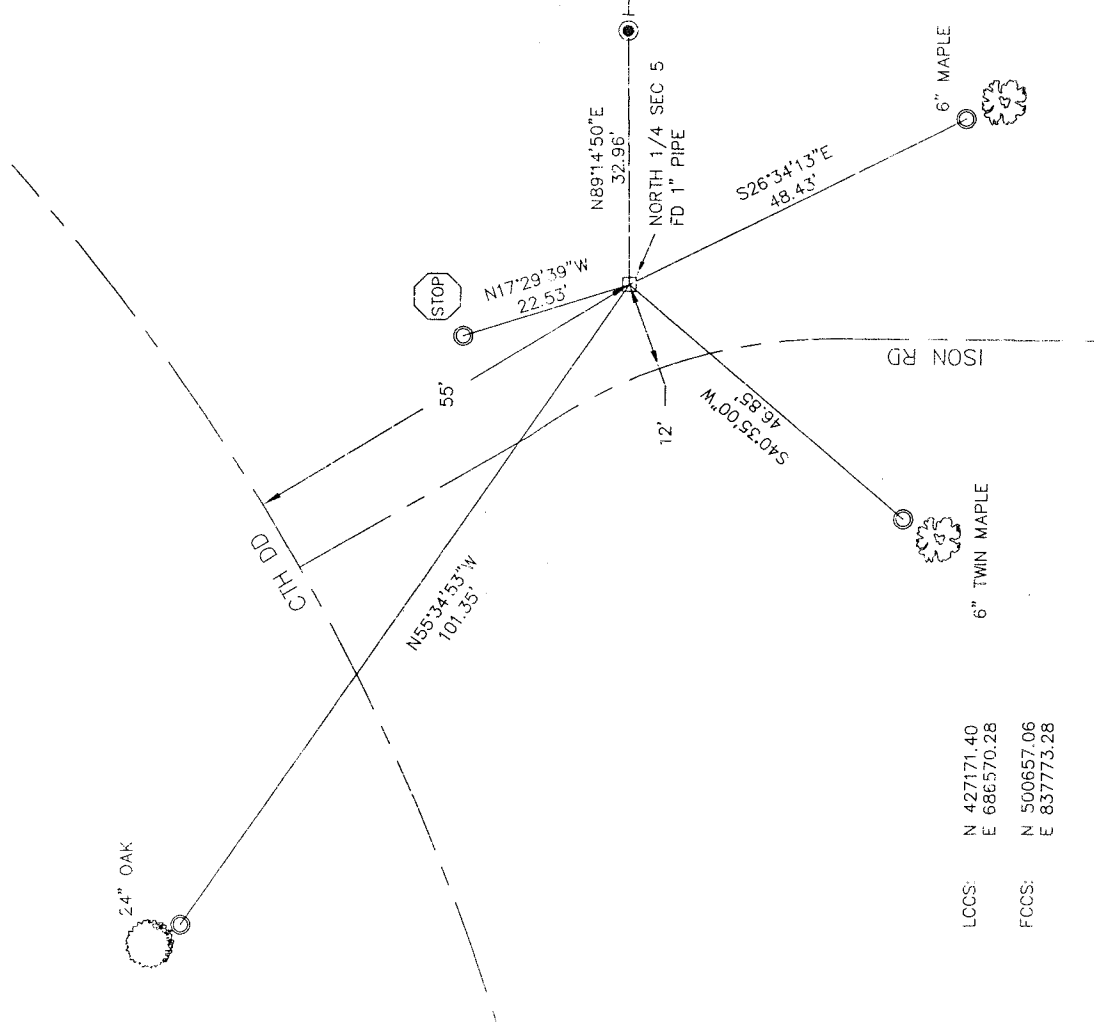 24" OAK
CTH DD
N55°34'53"W
101.35'
55'
STOP
N17°29'39"W
22.53'
N89°14'50"E
32.96'
NORTH 1/4 SEC 5
FD 1" PIPE
S26°34'13"E
48.43'
6" MAPLE
12'
S40°35'00"W
46.85'
ISON RD
6" TWIN MAPLE
LCCS: N 427171.40
E 686570.28
FCCS: N 500657.06
E 837773.28